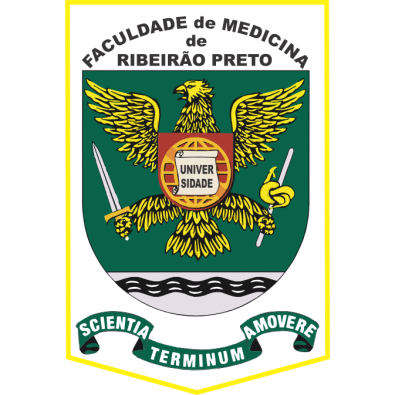 FACULDADE de MEDICINA
de
RIBEIRÃO PRETO
UNIVER
SIDADE
SCIENTIA
TERMINUM
AMOVERE